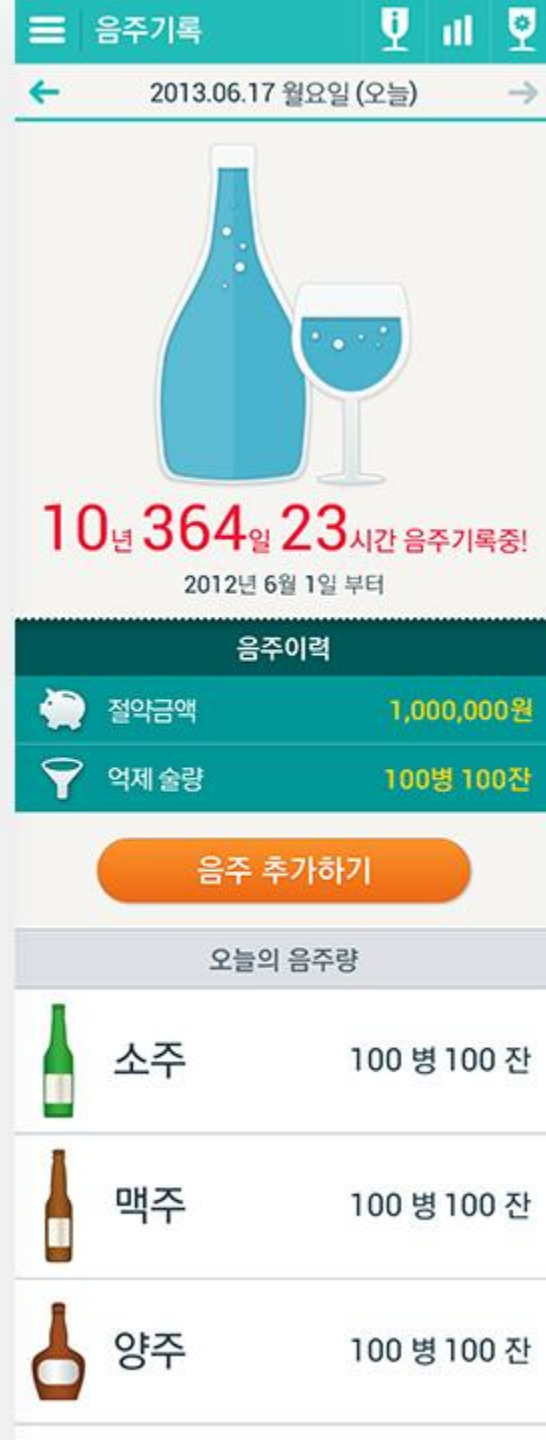 음주기록
2013.06.17 월요일 (오늘)
10년 364일 23시간 음주기록중!
2012년 6월 1일 부터
음주이력
절약금액 1,000,000원
억제 술량 100병 100잔
음주 추가하기
오늘의 음주량
소주 100 병 100 잔
맥주 100 병 100 잔
양주 100 병 100 잔